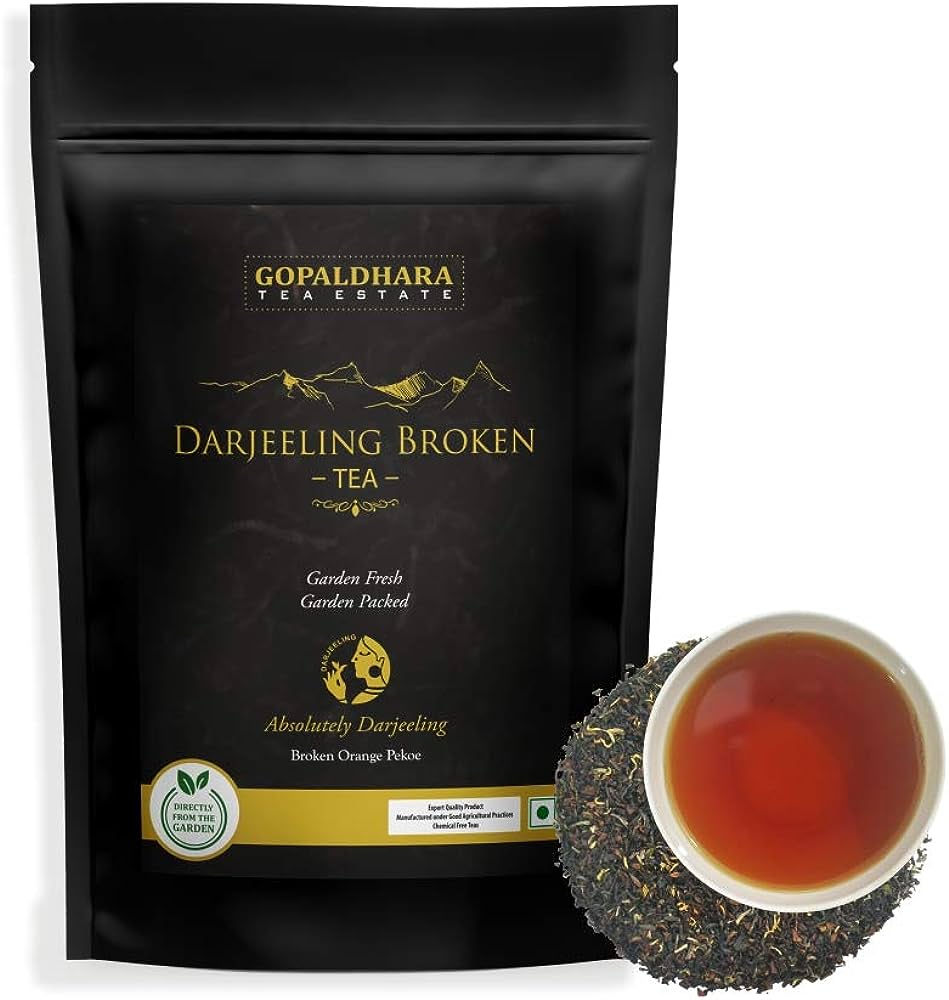 GOPALDHARA
TEA ESTATE
DARJEELING BROKEN
– TEA –
Garden Fresh
Garden Packed
DARJEELING
Absolutely Darjeeling
Broken Orange Pekoe
DIRECTLY
FROM THE
GARDEN
Export Quality Product
Manufactured under Good Agricultural Practices
Chemical Free Teas